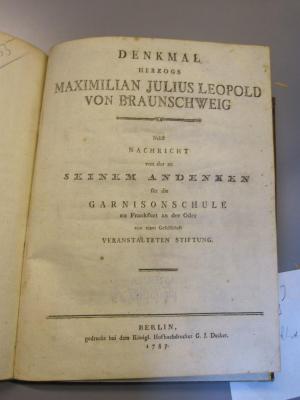 DENKMAL
HERZOGS
MAXIMILIAN JULIUS LEOPOLD
VON BRAUNSCHWEIG
Nebst
NACHRICHT
von der zu
SEINEM ANDENKEN
für die
GARNISONSCHULE
zu Frankfurt an der Oder
von einer Gesellschaft
VERANSTALTETEN STIFTUNG.
BERLIN,
gedruckt bei dem Königl. Hofbuchdrucker G. J. Decker.
1787.